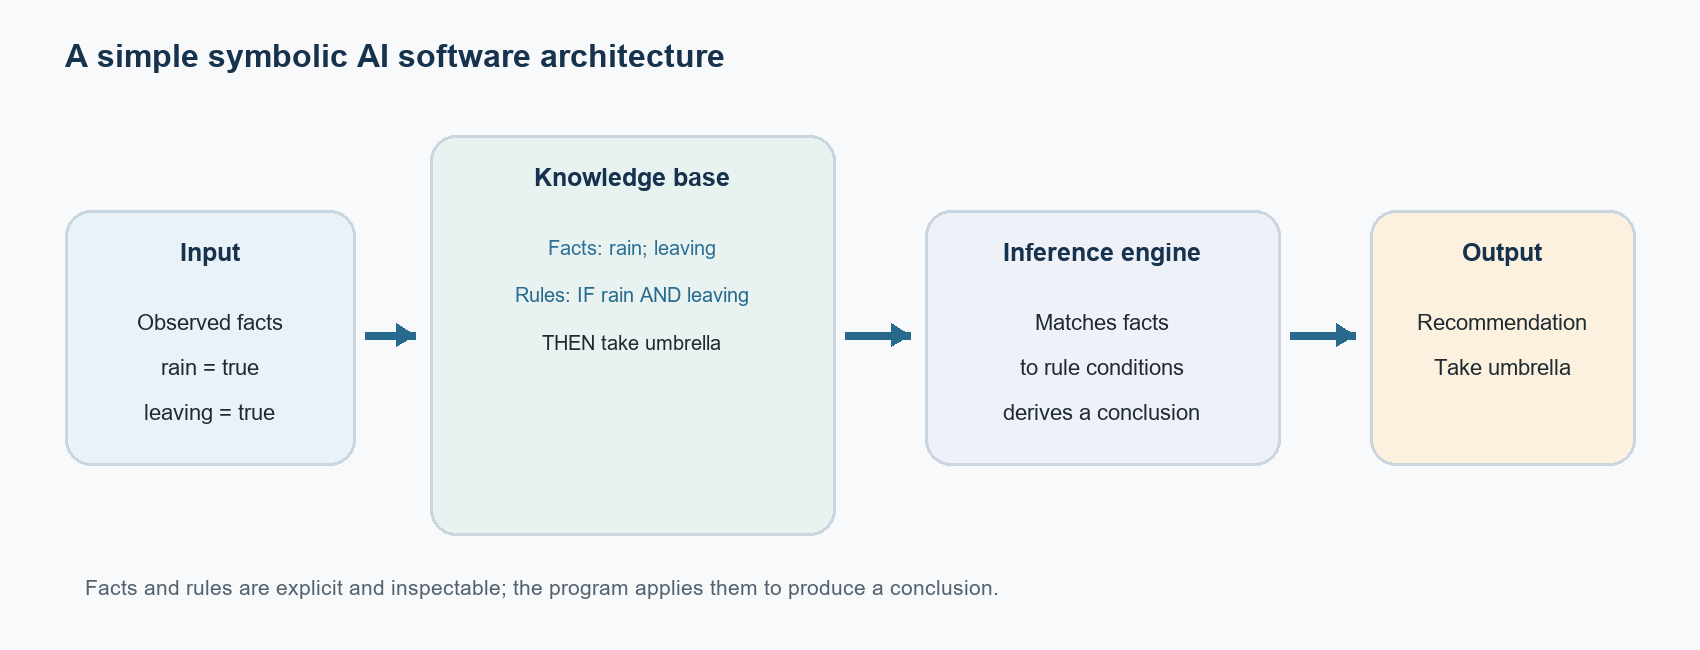 A simple symbolic AI software architecture
Input
Observed facts
rain = true
leaving = true
Knowledge base
Facts: rain; leaving
Rules: IF rain AND leaving
THEN take umbrella
Inference engine
Matches facts
to rule conditions
derives a conclusion
Output
Recommendation
Take umbrella
Facts and rules are explicit and inspectable; the program applies them to produce a conclusion.